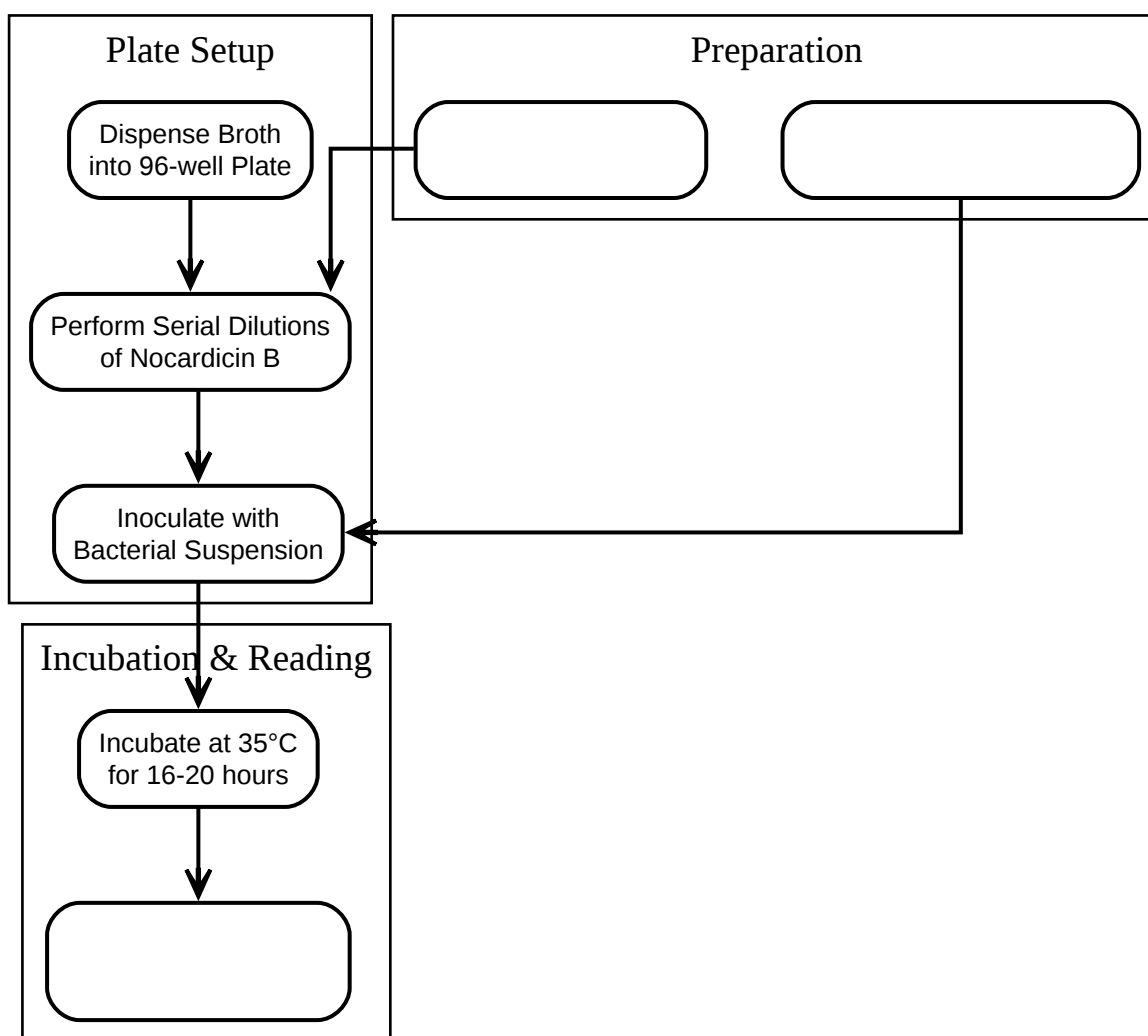 Plate Setup
Dispense Broth
into 96-well Plate
Perform Serial Dilutions
of Nocardicin B
Inoculate with
Bacterial Suspension
Preparation
Incubation & Reading
Incubate at 35°C
for 16-20 hours